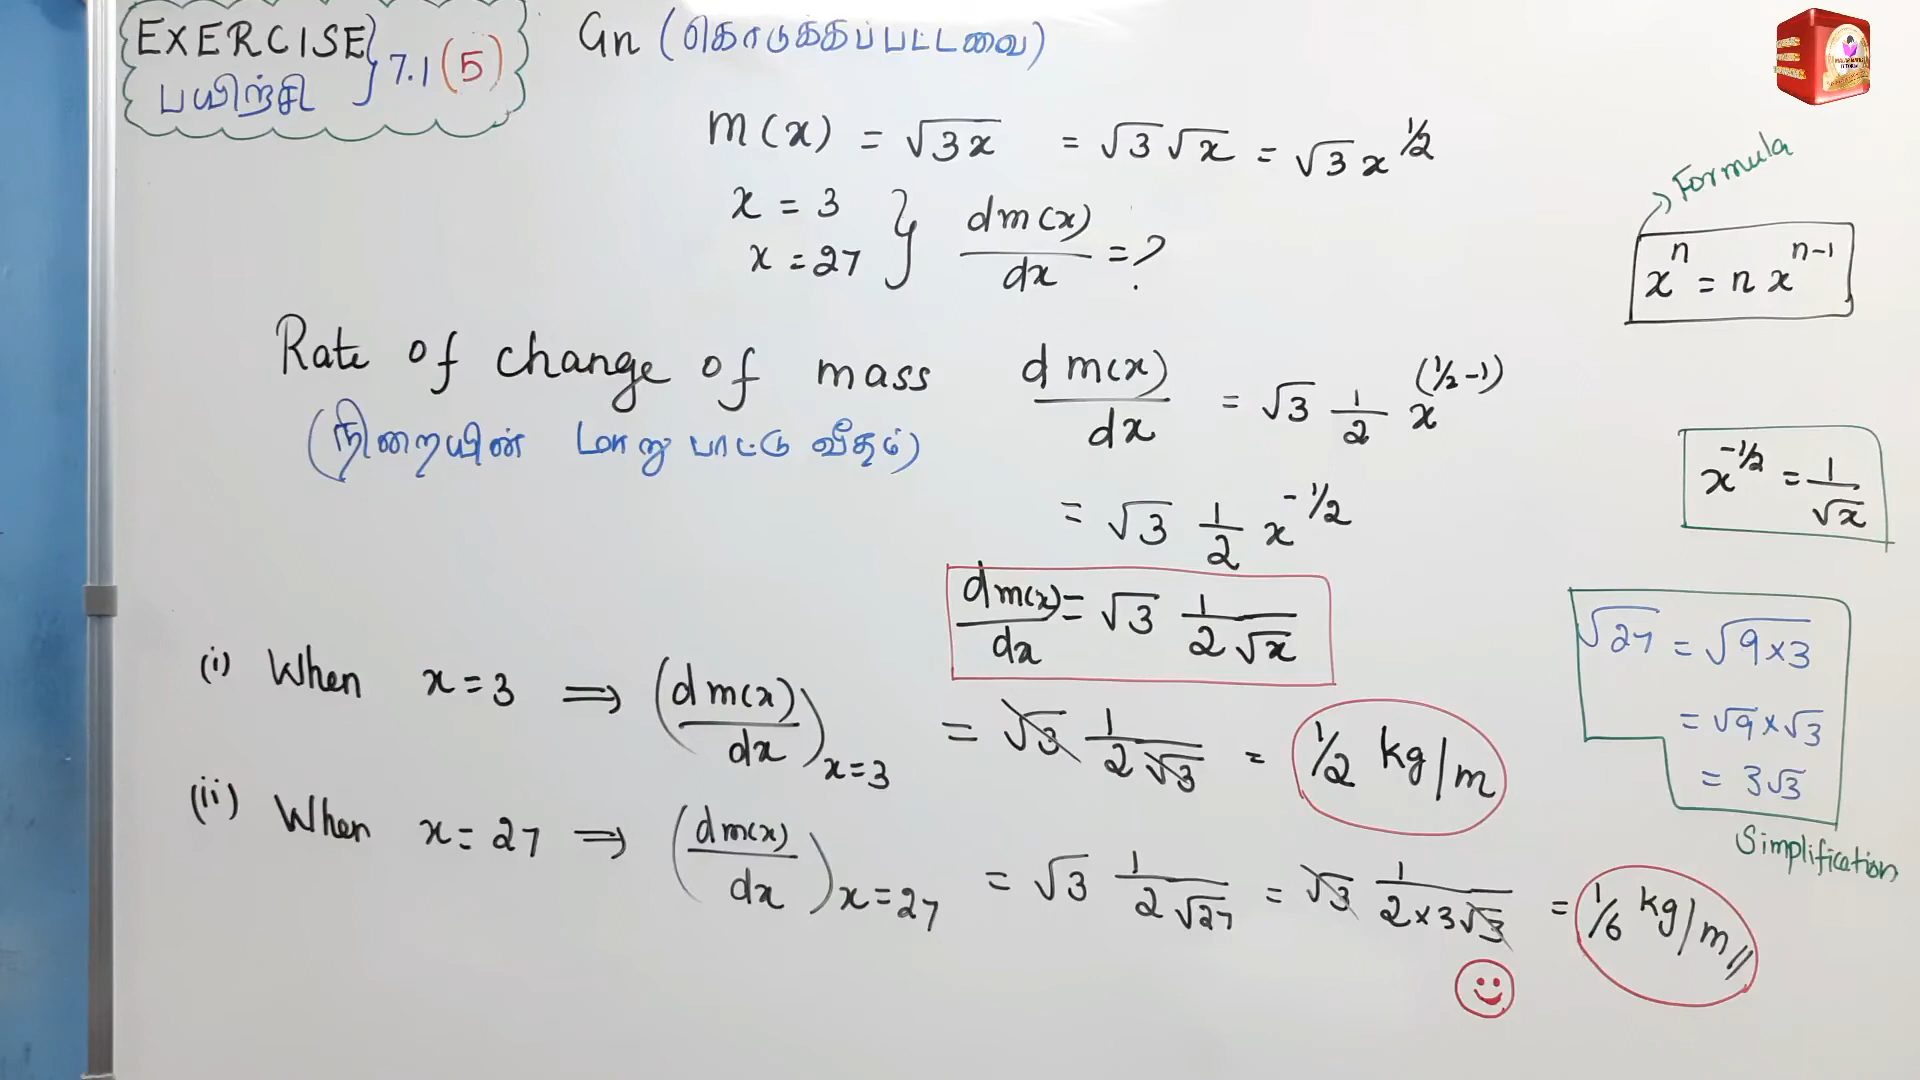 EXERCISE
பயிற்சி } 7.1 (5)
Gn (கொடுக்கப்பட்டவை)
m(x) = √3x = √3 √x = √3 x^1/2
x = 3
x = 27 } dm(x)/dx = ?
Formula
x^n = n x^n-1
Rate of change of mass dm(x)/dx = √3 1/2 x^(1/2-1)
(நிறையின் மாறுபாட்டு வீதம்)
= √3 1/2 x^-1/2
x^-1/2 = 1/√x
dm(x)/dx = √3 1/2√x
(i) When x = 3 ⟹ (dm(x)/dx)x=3 = √3 1/2√3 = 1/2 kg/m
(ii) When x = 27 ⟹ (dm(x)/dx)x=27 = √3 1/2√27 = √3 1/2×3√3 = 1/6 kg/m //
√27 = √9×3
= √9×√3
= 3√3
Simplification